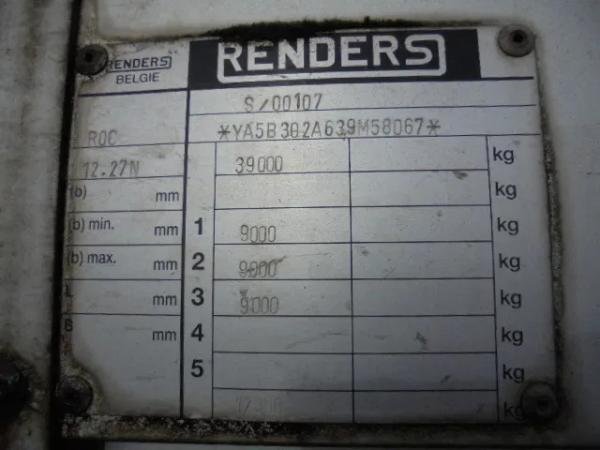 RENDERS
BELGIE
RENDERS
S/00107
ROC *YA5B302A639M58067*
12.27N 39000 kg
(b) mm
(b) min. mm 1 9000 kg
(b) max. mm 2 9000 kg
mm 3 9000 kg
mm 4 kg
5 kg
kg